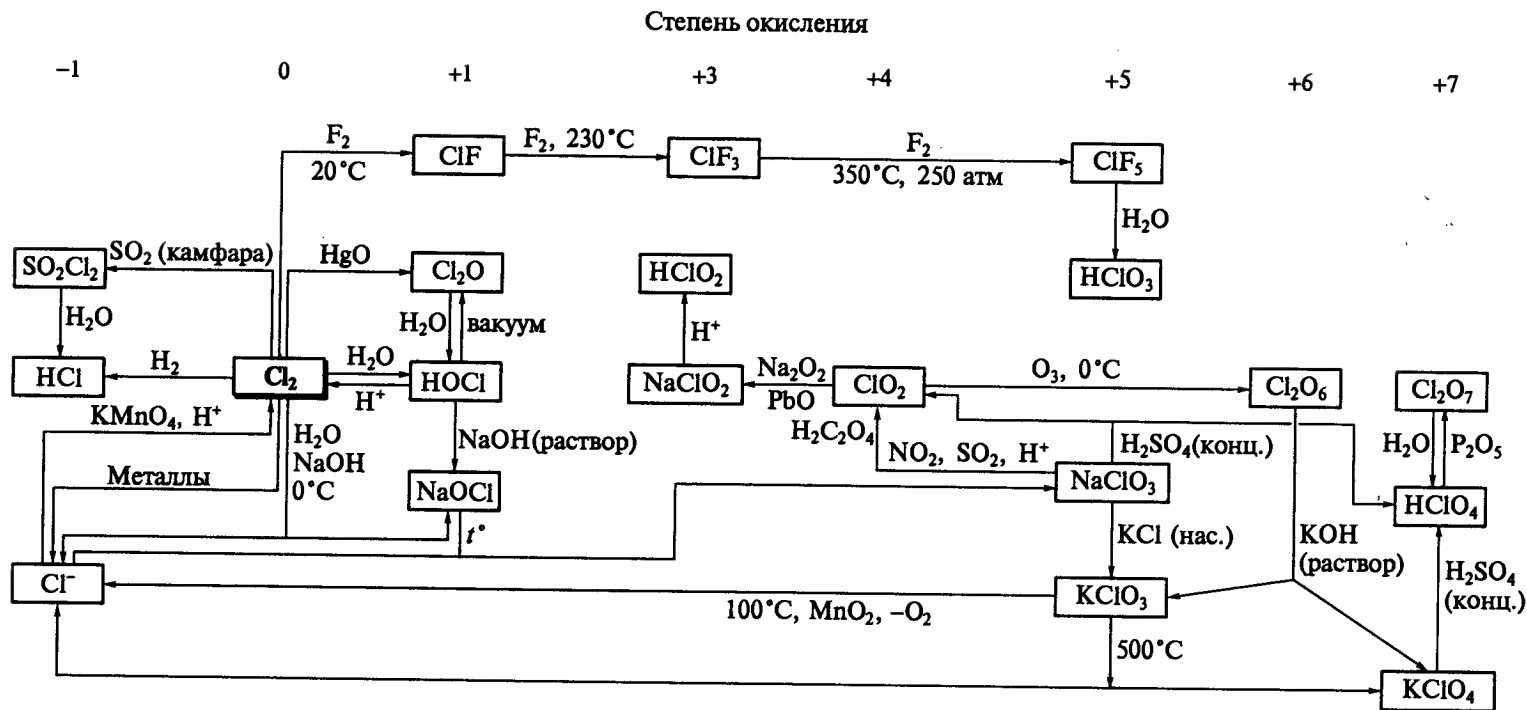 Степень окисления
−1 0 +1 +3 +4 +5 +6 +7
F₂
20°C
ClF
F₂, 230°C
ClF₃
F₂
350°C, 250 атм
ClF₅
H₂O
HClO₃
SO₂Cl₂
SO₂ (камфара)
HgO
Cl₂O
HClO₂
H₂O
H₂O
вакуум
H⁺
HCl
H₂
Cl₂
H₂O
H⁺
HOCl
NaClO₂
Na₂O₂
PbO
ClO₂
O₃, 0°C
Cl₂O₆
Cl₂O₇
KMnO₄, H⁺
H₂O
NaOH
0°C
NaOH (раствор)
H₂C₂O₄
NO₂, SO₂, H⁺
H₂SO₄(конц.)
H₂O
P₂O₅
Металлы
NaOCl
NaClO₃
HClO₄
t°
KCl (нас.)
KOH
(раствор)
H₂SO₄
(конц.)
Cl⁻
100°C, MnO₂, −O₂
KClO₃
500°C
KClO₄